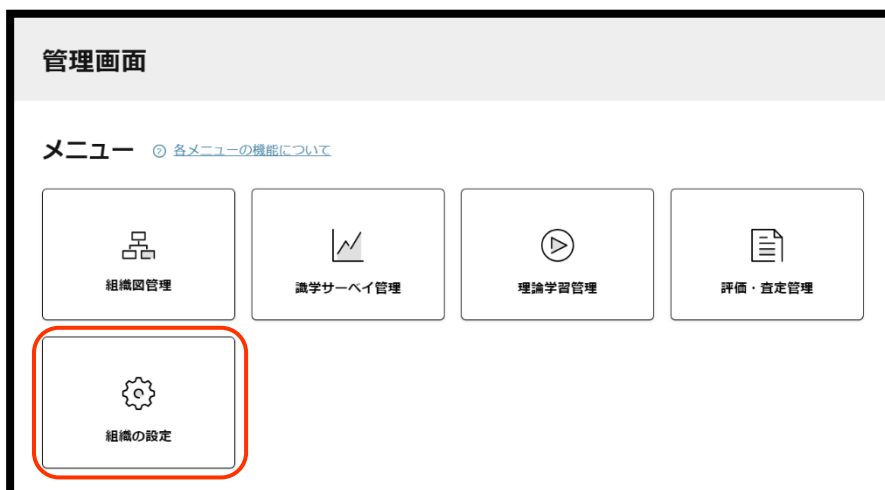 管理画面
メニュー ? 各メニューの機能について
組織図管理
識学サーベイ管理
理論学習管理
評価・査定管理
組織の設定